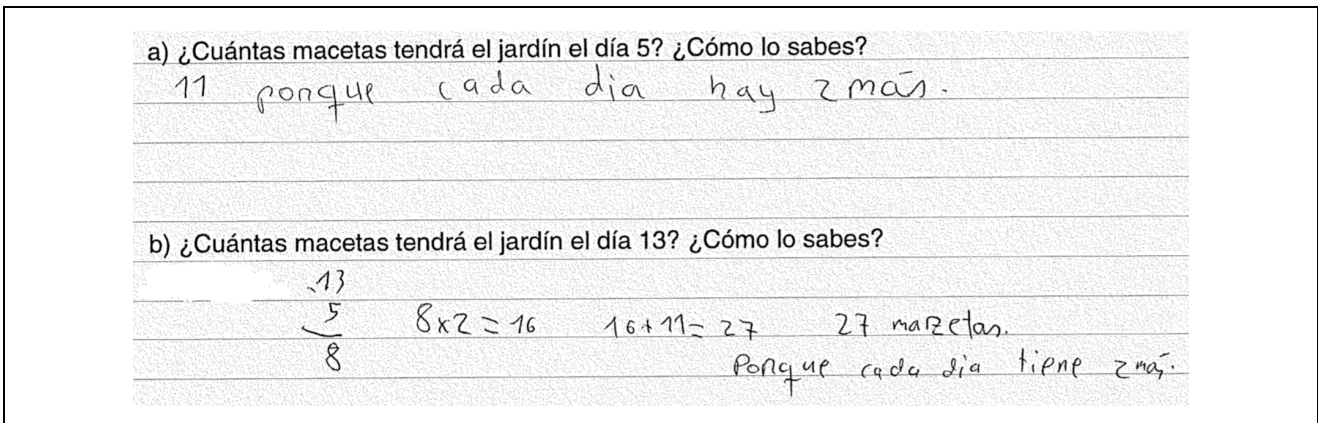 a) ¿Cuántas macetas tendrá el jardín el día 5? ¿Cómo lo sabes?
11 porque cada dia hay 2 más.
b) ¿Cuántas macetas tendrá el jardín el día 13? ¿Cómo lo sabes?
13
5 8x2=16 16+11=27 27 marzetas.
8 Porque cada dia tiene 2 más.